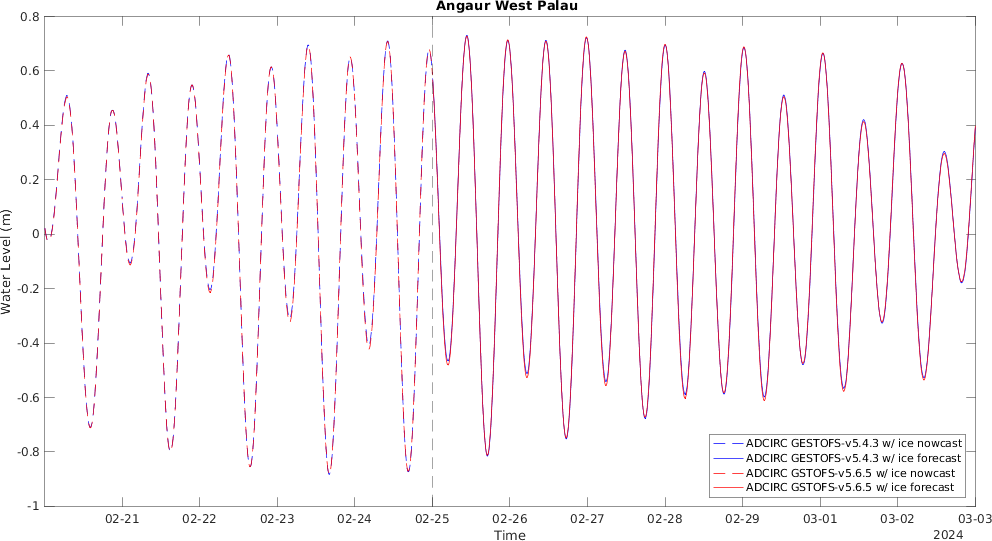 Angaur West Palau
0.8
0.6
0.4
0.2
0
-0.2
-0.4
-0.6
-0.8
-1
Water Level (m)
ADCIRC GESTOFS-v5.4.3 w/ ice nowcast
ADCIRC GESTOFS-v5.4.3 w/ ice forecast
ADCIRC GSTOFS-v5.6.5 w/ ice nowcast
ADCIRC GSTOFS-v5.6.5 w/ ice forecast
02-21 02-22 02-23 02-24 02-25 02-26 02-27 02-28 02-29 03-01 03-02 03-03
Time
2024